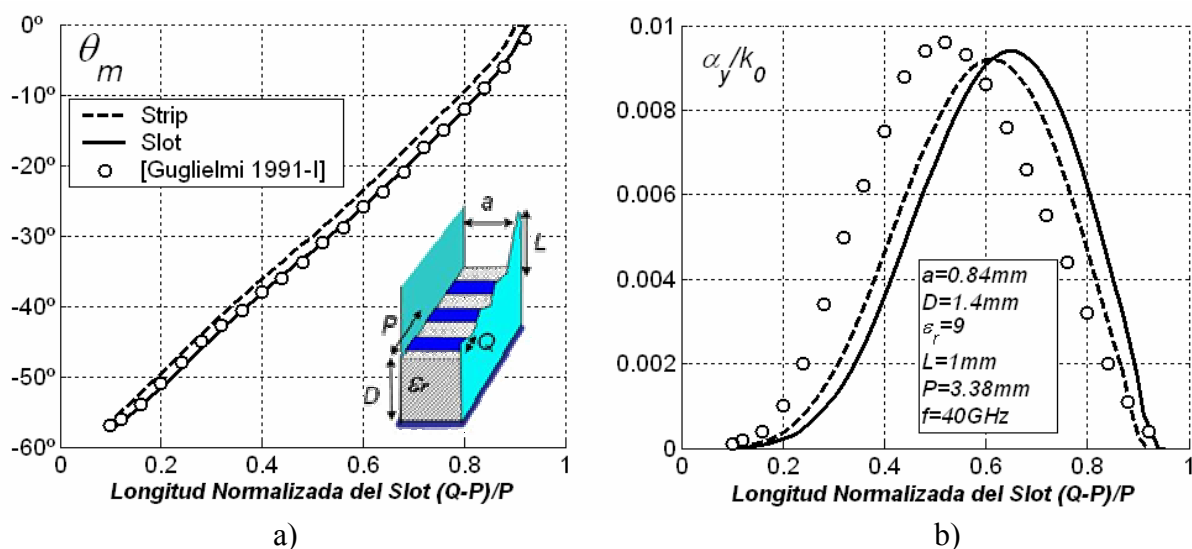 0º
-10º
-20º
-30º
-40º
-50º
-60º
θm
Strip
Slot
[Guglielmi 1991-I]
a
L
P
Q
D
εr
0 0.2 0.4 0.6 0.8 1
Longitud Normalizada del Slot (Q-P)/P
a)
0.01
0.008
0.006
0.004
0.002
0
αy/k0
a=0.84mm
D=1.4mm
εr=9
L=1mm
P=3.38mm
f=40GHz
0 0.2 0.4 0.6 0.8 1
Longitud Normalizada del Slot (Q-P)/P
b)